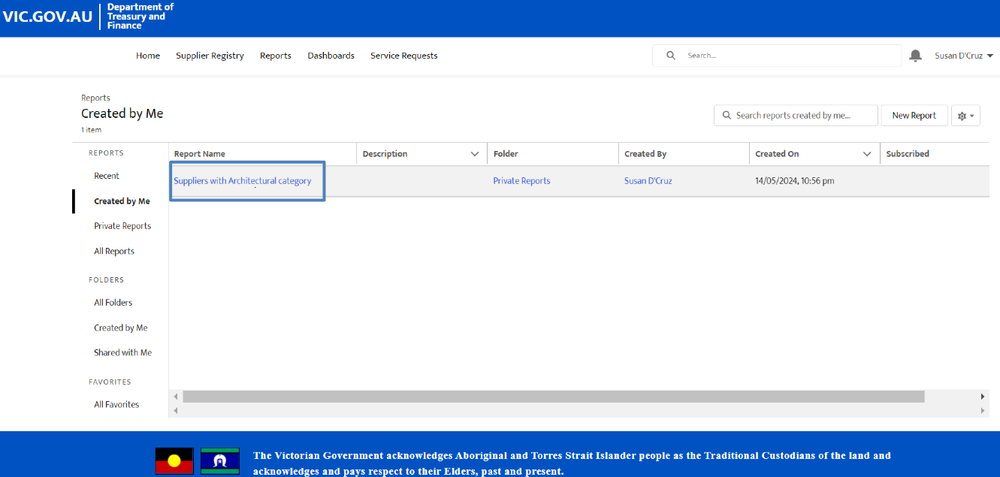 VIC.GOV.AU
Department of
Treasury and
Finance
Home Supplier Registry Reports Dashboards Service Requests
Search...
Susan D'Cruz
Reports
Created by Me
1 item
Search reports created by me...
New Report
REPORTS
Recent
Created by Me
Private Reports
All Reports
FOLDERS
All Folders
Created by Me
Shared with Me
FAVORITES
All Favorites
Report Name Description Folder Created By Created On Subscribed
Suppliers with Architectural category Private Reports Susan D'Cruz 14/05/2024, 10:56 pm
The Victorian Government acknowledges Aboriginal and Torres Strait Islander people as the Traditional Custodians of the land and
acknowledges and pays respect to their Elders, past and present.